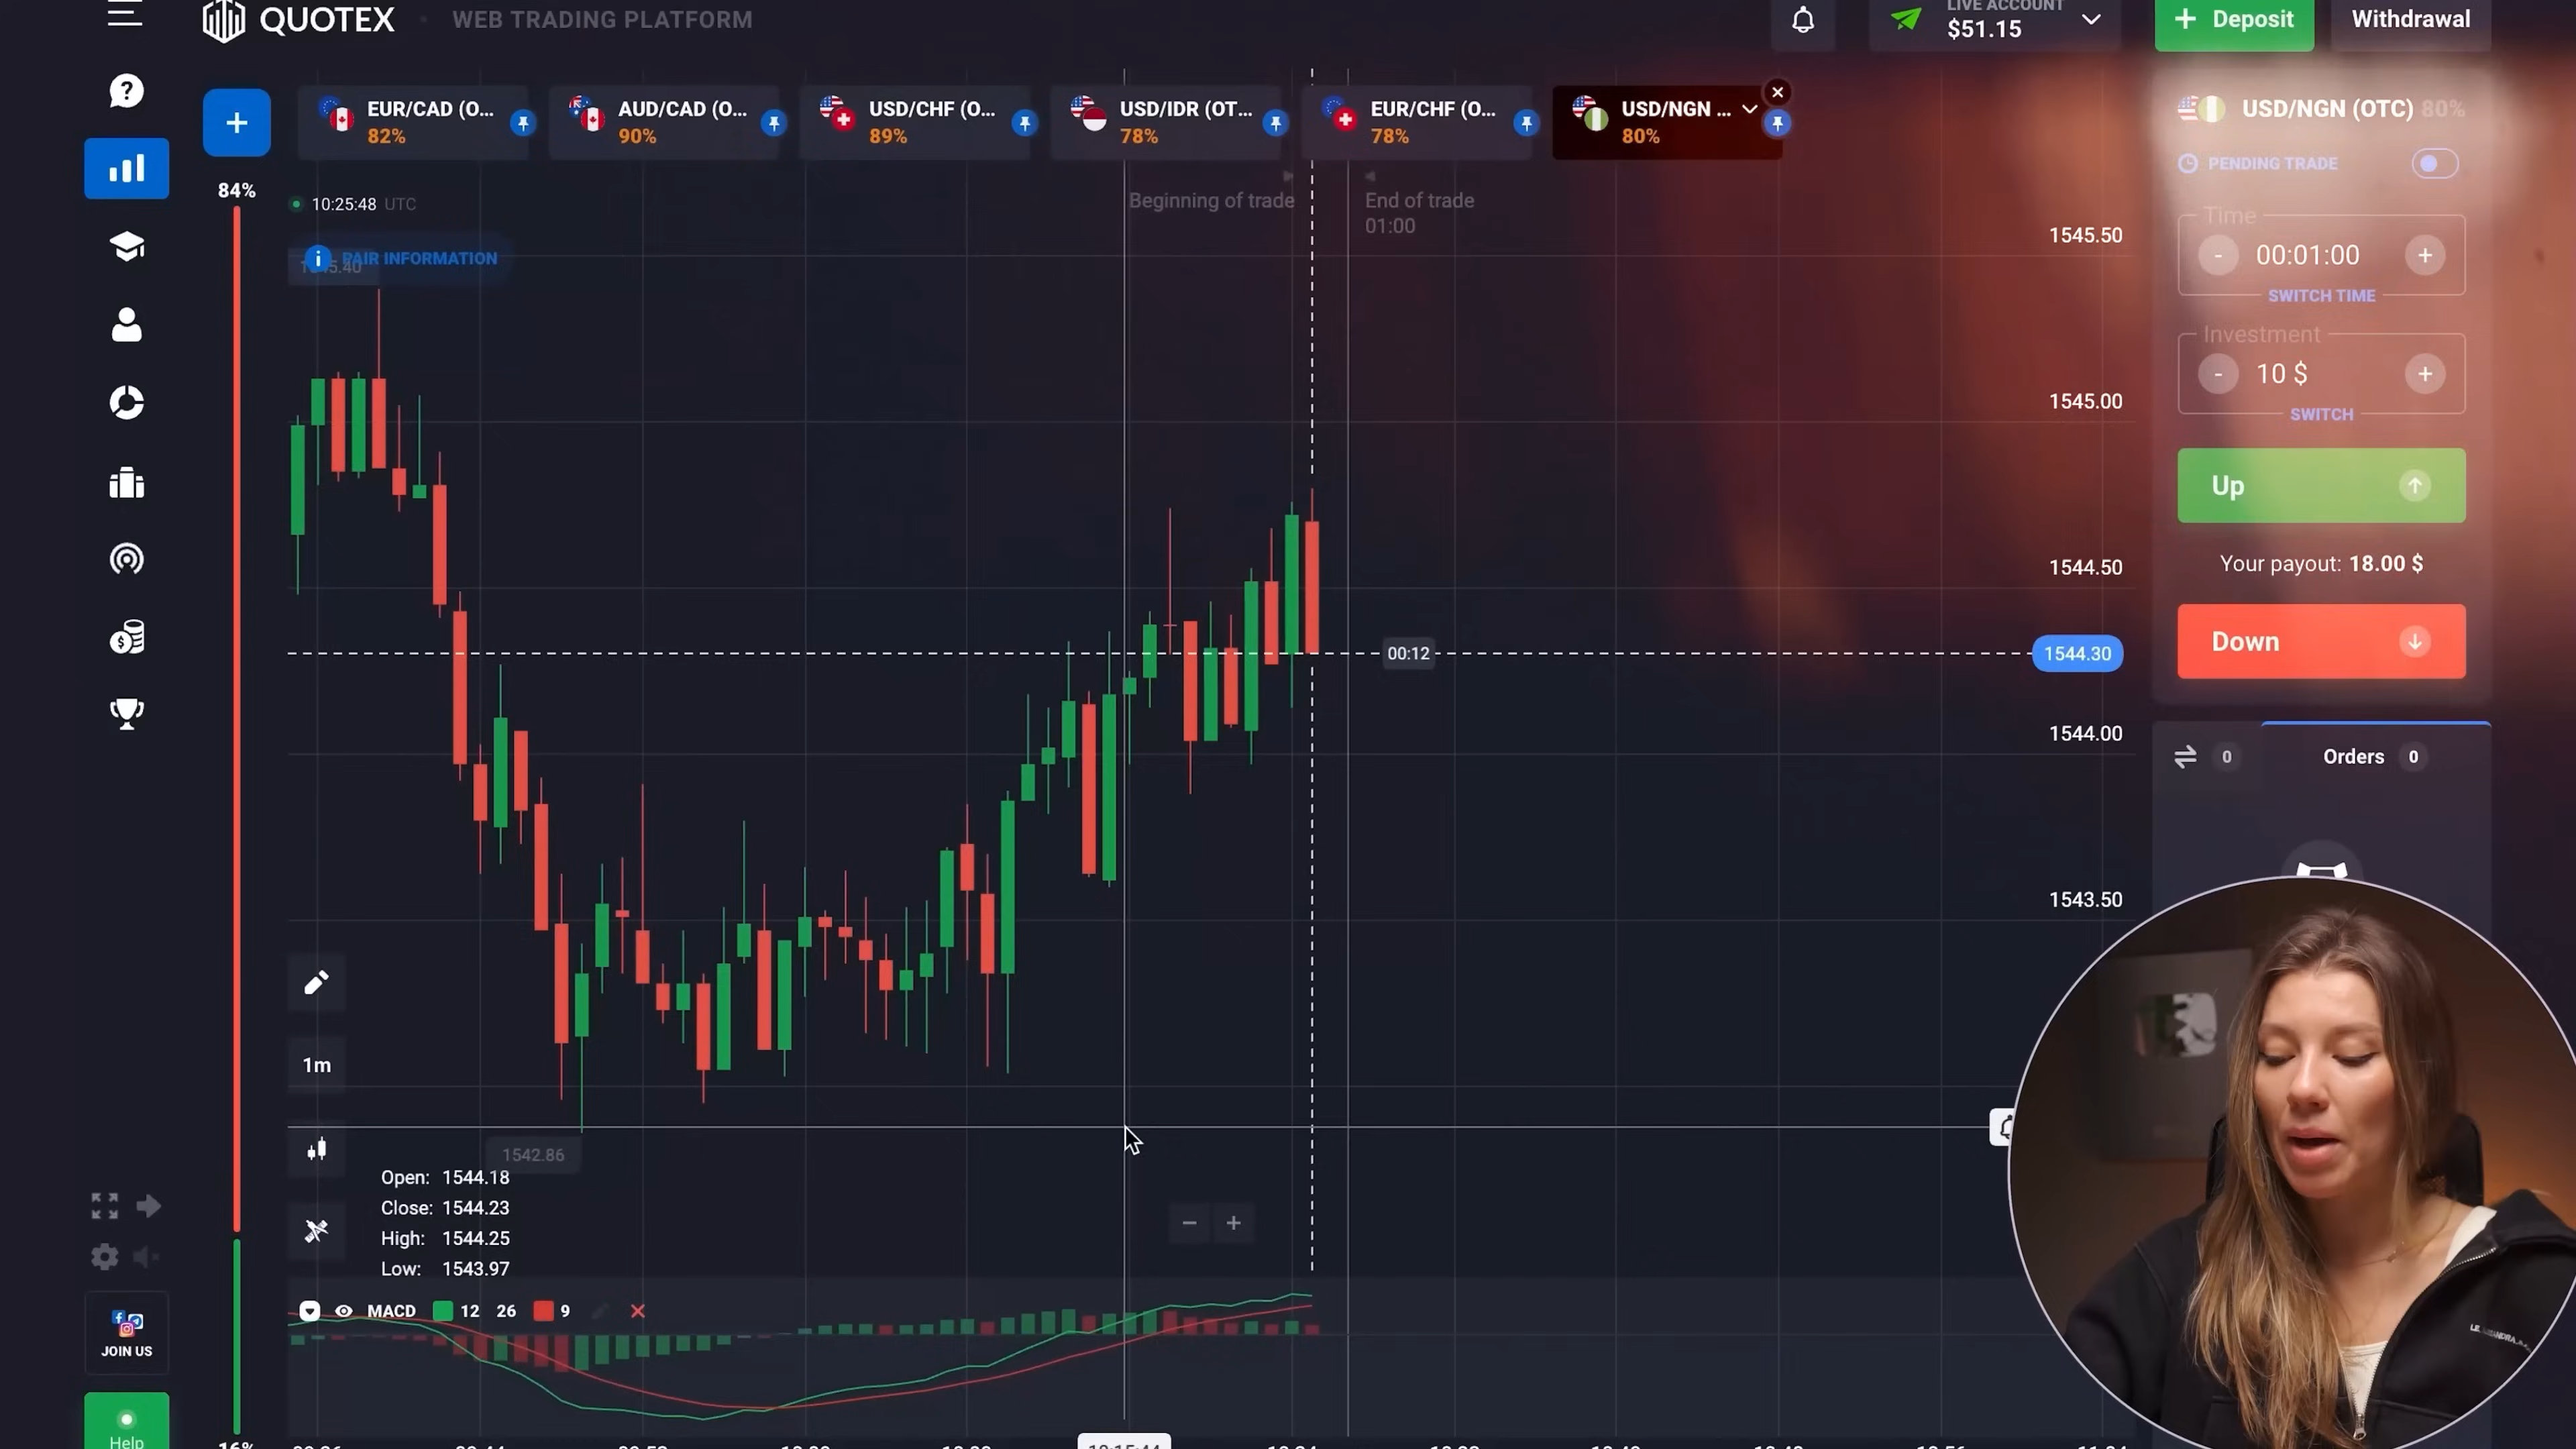 QUOTEX
WEB TRADING PLATFORM
LIVE ACCOUNT
$51.15
+ Deposit
Withdrawal
EUR/CAD (O...
82%
AUD/CAD (O...
90%
USD/CHF (O...
89%
USD/IDR (OT...
78%
EUR/CHF (O...
78%
USD/NGN ...
80%
84%
10:25:48 UTC
PAIR INFORMATION
Beginning of trade
End of trade
01:00
1545.50
1545.00
1544.50
00:12
1544.30
1544.00
1543.50
USD/NGN (OTC) 80%
PENDING TRADE
Time
- 00:01:00 +
SWITCH TIME
Investment
- 10 $ +
SWITCH
Up
Your payout: 18.00 $
Down
0
Orders 0
1m
1542.86
Open: 1544.18
Close: 1544.23
High: 1544.25
Low: 1543.97
MACD 12 26 9
JOIN US
Help